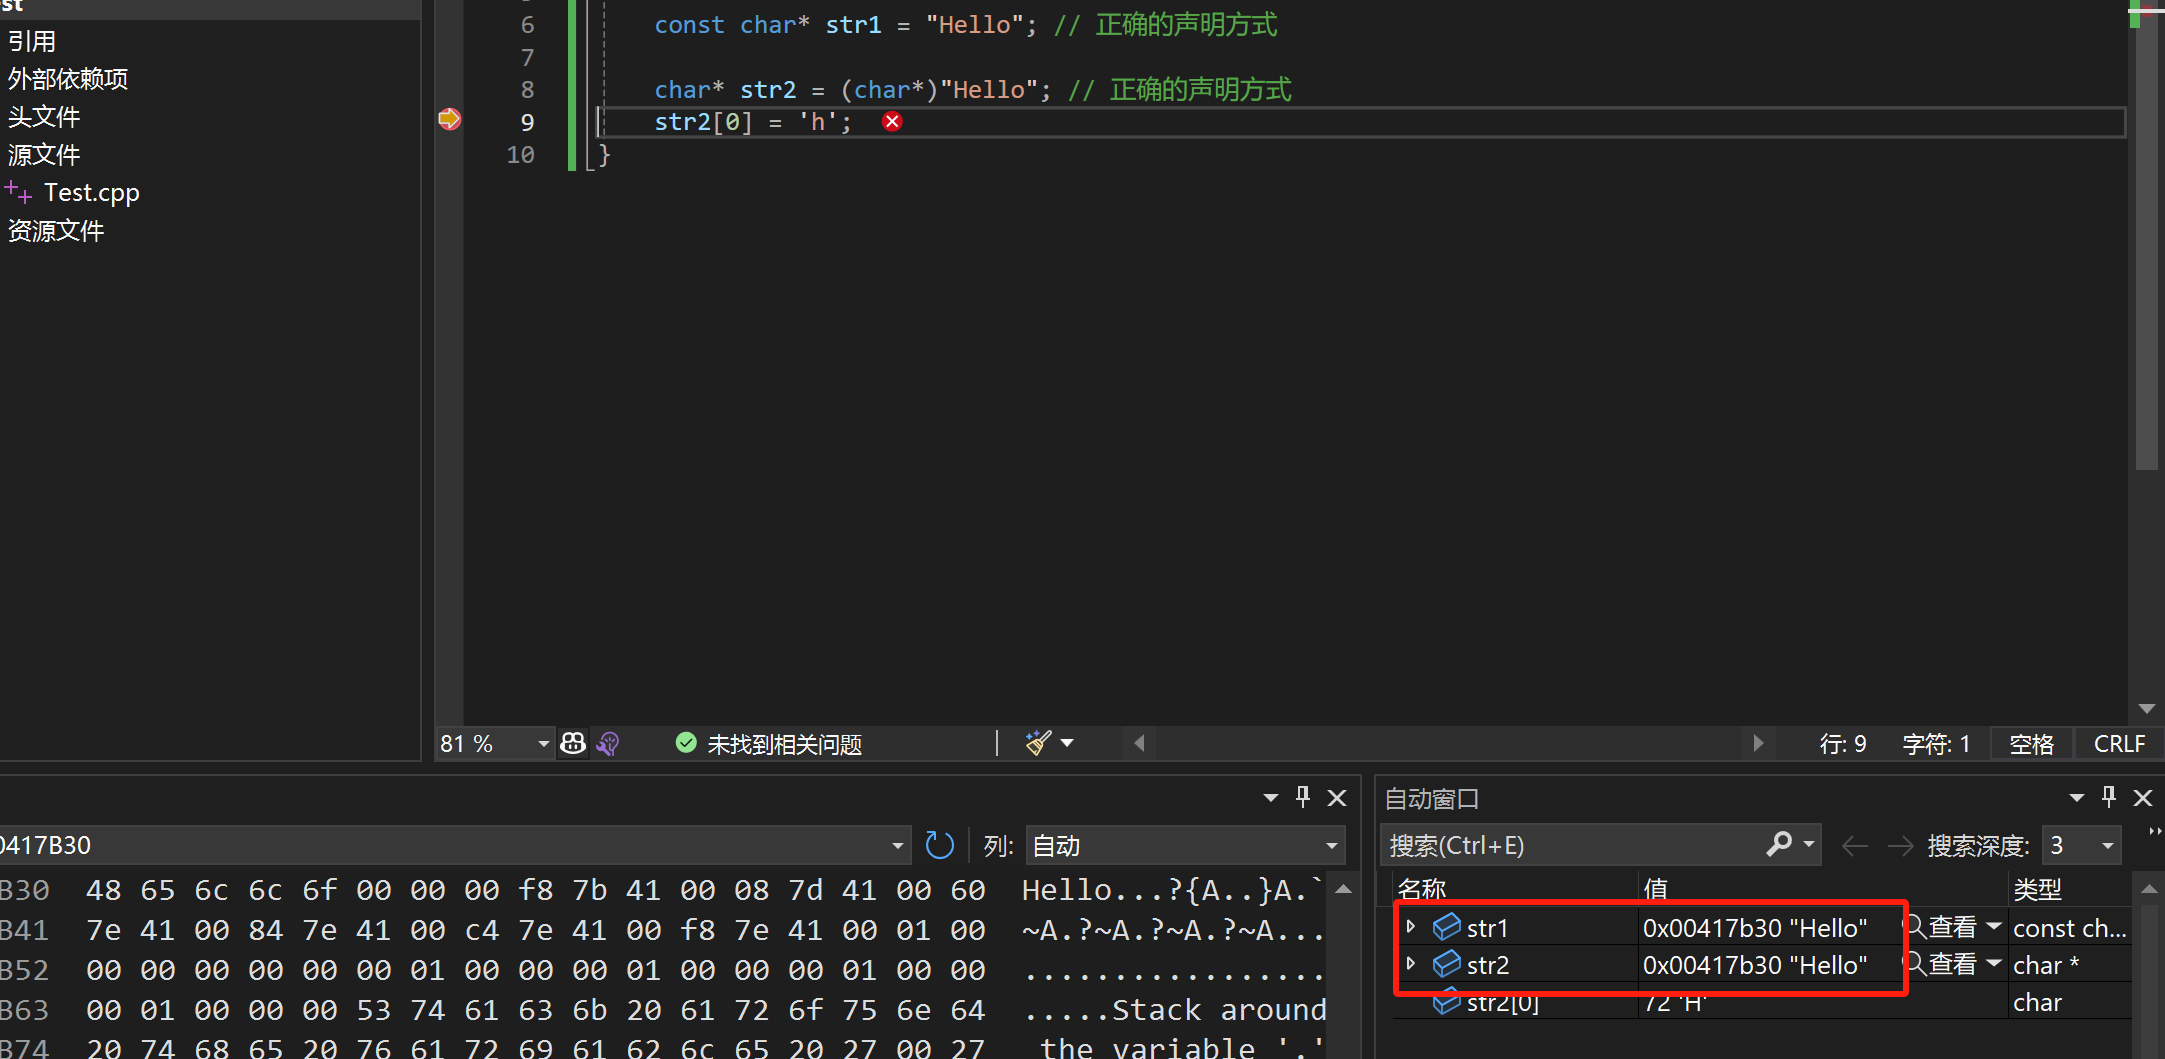 st
引用
外部依赖项
头文件
源文件
Test.cpp
资源文件
6 const char* str1 = "Hello"; // 正确的声明方式
7
8 char* str2 = (char*)"Hello"; // 正确的声明方式
9 str2[0] = 'h';
10 }
81 % 未找到相关问题 行: 9 字符: 1 空格 CRLF
0417B30 列: 自动
B30 48 65 6c 6c 6f 00 00 00 f8 7b 41 00 08 7d 41 00 60 Hello...?{A..}A.`
B41 7e 41 00 84 7e 41 00 c4 7e 41 00 f8 7e 41 00 01 00 ~A.?~A.?~A.?~A...
B52 00 00 00 00 00 00 01 00 00 00 01 00 00 00 01 00 00 .................
B63 00 01 00 00 00 53 74 61 63 6b 20 61 72 6f 75 6e 64 .....Stack around
B74 20 74 68 65 20 76 61 72 69 61 62 6c 65 20 27 00 27 the variable '.'
自动窗口
搜索(Ctrl+E) 搜索深度: 3
名称 值 类型
str1 0x00417b30 "Hello" 查看 const ch...
str2 0x00417b30 "Hello" 查看 char *
str2[0] 72 'H' char